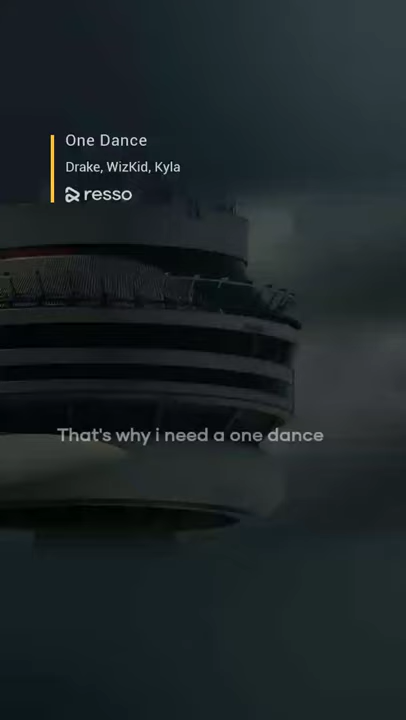 One Dance
Drake, WizKid, Kyla
resso
That's why i need a one dance